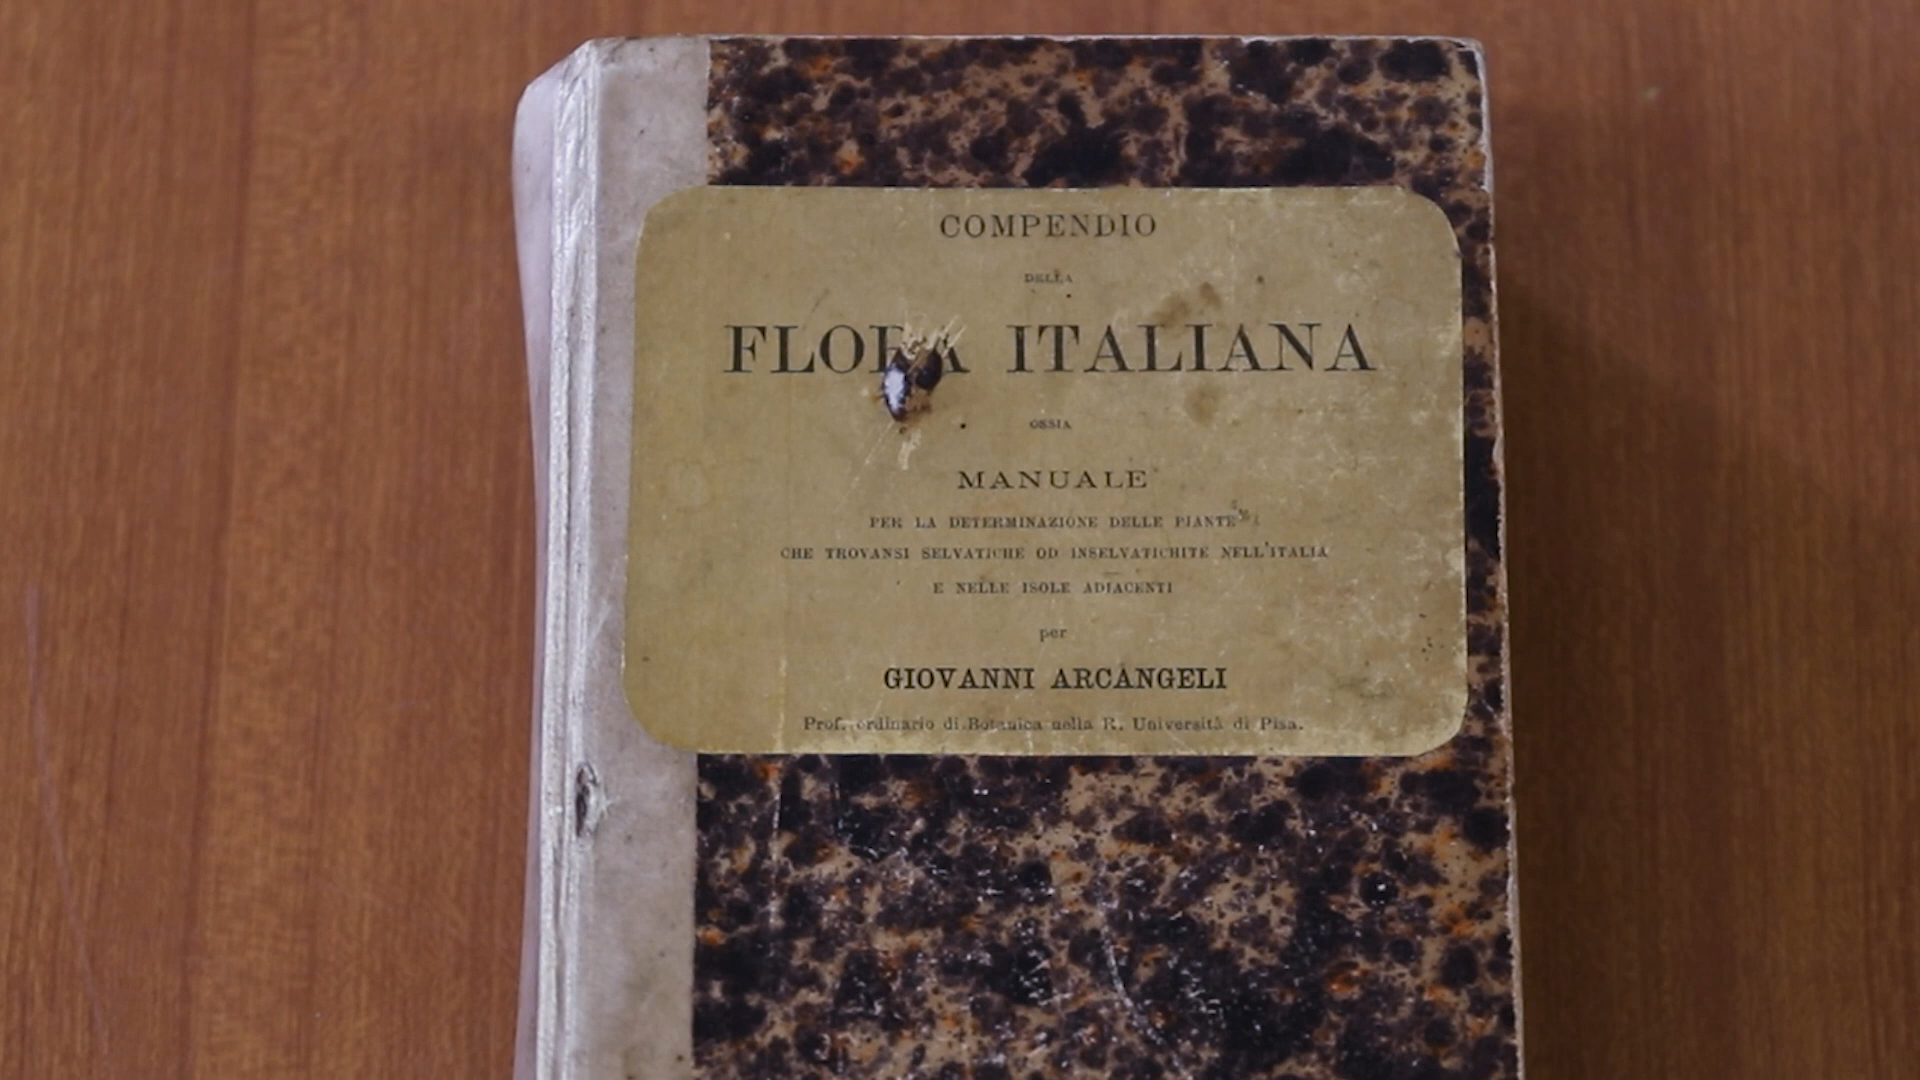 COMPENDIO
DELLA
FLORA ITALIANA
OSSIA
MANUALE
PER LA DETERMINAZIONE DELLE PIANTE
CHE TROVANSI SELVATICHE OD INSELVATICHITE NELL'ITALIA
E NELLE ISOLE ADIACENTI
per
GIOVANNI ARCANGELI
Prof. ordinario di Botanica nella R. Università di Pisa.